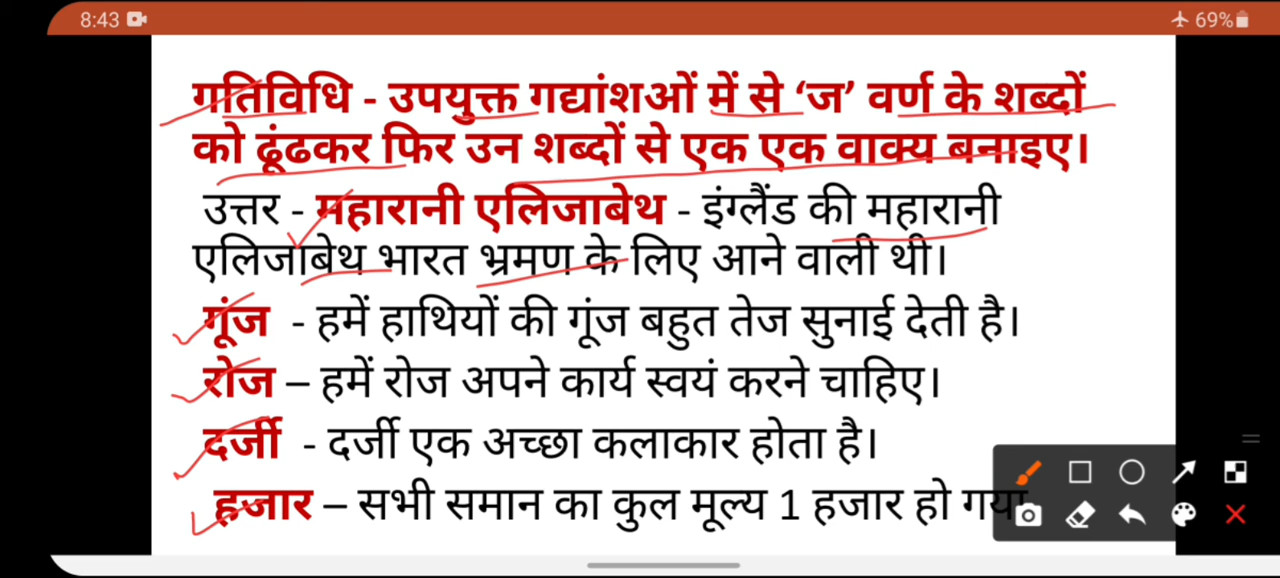 8:43
69%
गतिविधि - उपयुक्त गद्यांशओं में से ‘ज’ वर्ण के शब्दों
को ढूंढकर फिर उन शब्दों से एक एक वाक्य बनाइए।
उत्तर - महारानी एलिजाबेथ - इंग्लैंड की महारानी
एलिजाबेथ भारत भ्रमण के लिए आने वाली थी।
गूंज - हमें हाथियों की गूंज बहुत तेज सुनाई देती है।
रोज – हमें रोज अपने कार्य स्वयं करने चाहिए।
दर्जी - दर्जी एक अच्छा कलाकार होता है।
हजार – सभी समान का कुल मूल्य 1 हजार हो गया